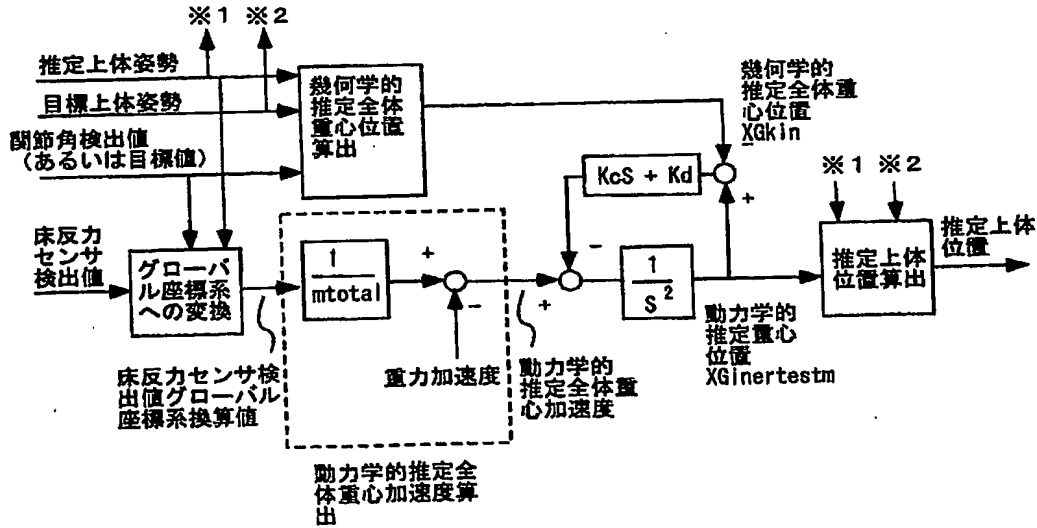 ※1 ※2
推定上体姿勢
目標上体姿勢
関節角検出値
(あるいは目標値)
幾何学的
推定全体
重心位置
算出
幾何学的
推定全体重
心位置
XGkin
KcS + Kd
+
※1 ※2
床反力
センサ
検出値
グローバ
ル座標系
への変換
1
mtotal
+
-
重力加速度
+
-
1
S 2
推定上体
位置算出
推定上体
位置
床反力センサ検
出値グローバル
座標系換算値
動力学的
推定全体重
心加速度
動力学的
推定重心
位置
XGinertestm
動力学的推定全
体重心加速度算
出